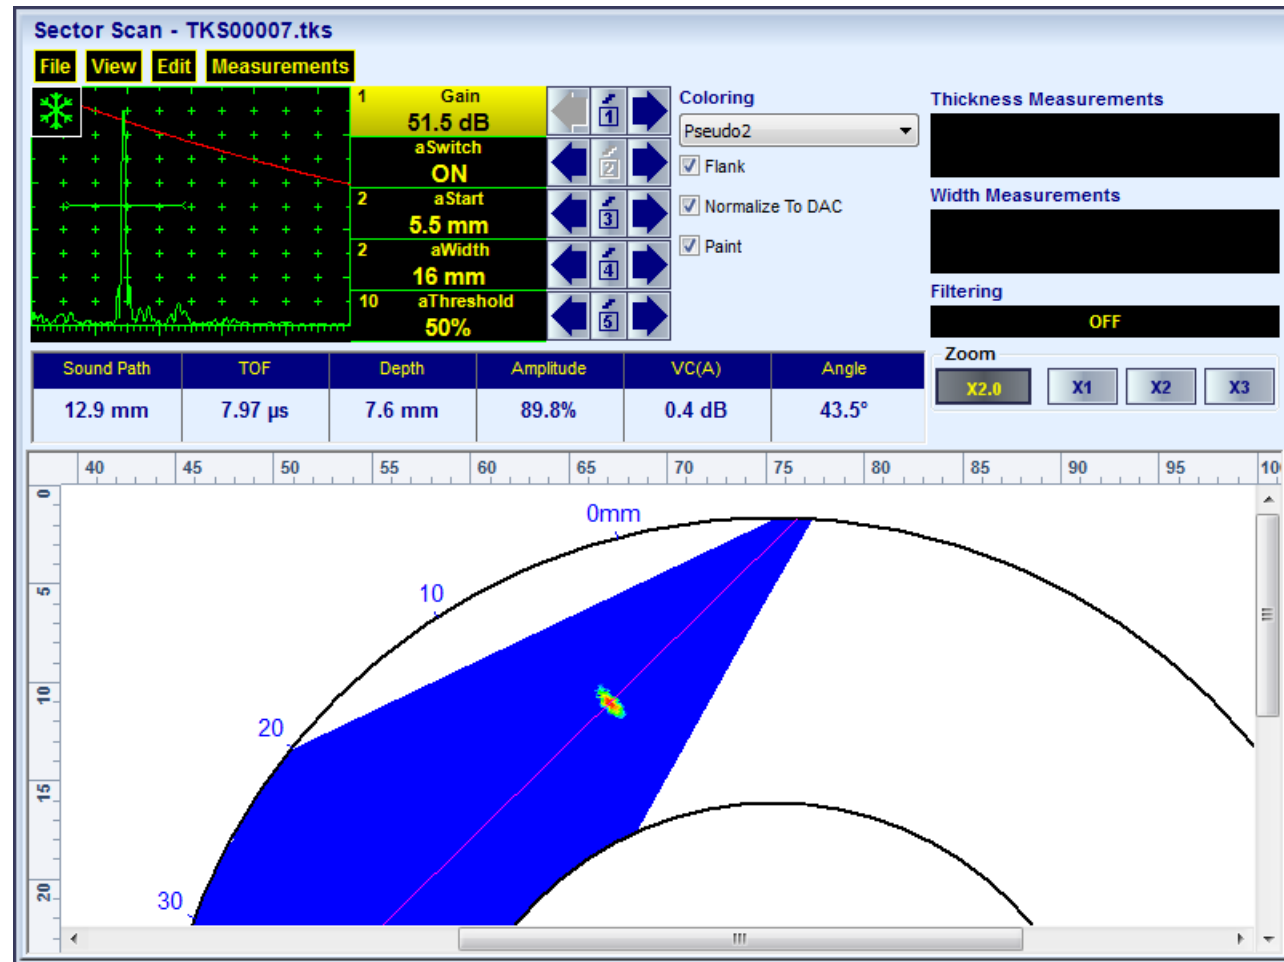 Sector Scan - TKS00007.tks
File View Edit Measurements
1 Gain
51.5 dB
1
aSwitch
ON
2
2 aStart
5.5 mm
3
2 aWidth
16 mm
4
10 aThreshold
50%
5
Coloring
Pseudo2
Flank
Normalize To DAC
Paint
Thickness Measurements
Width Measurements
Filtering
OFF
Zoom
X2.0 X1 X2 X3
Sound Path TOF Depth Amplitude VC(A) Angle
12.9 mm 7.97 µs 7.6 mm 89.8% 0.4 dB 43.5°
40 45 50 55 60 65 70 75 80 85 90 95 10
0
5
10
15
20
0mm
10
20
30